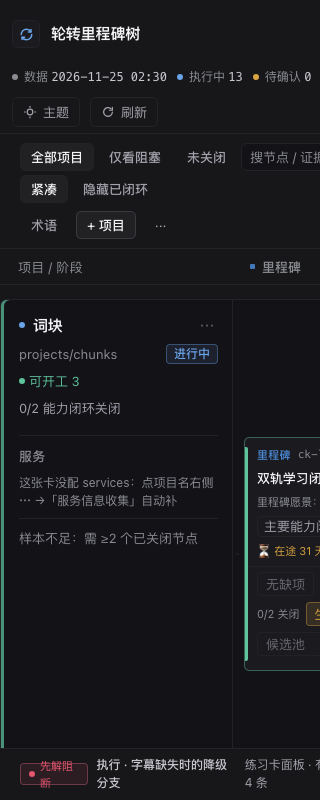 轮转里程碑树
数据 2026-11-25 02:30 执行中 13 待确认 0
主题 刷新
全部项目 仅看阻塞 未关闭 搜节点 / 证
紧凑 隐藏已闭环
术语 + 项目 ···
项目 / 阶段 里程碑
词块 ···
projects/chunks 进行中
可开工 3
0/2 能力闭环关闭
服务
这张卡没配 services：点项目名右侧
··· →「服务信息收集」自动补
样本不足：需 ≥2 个已关闭节点
里程碑 ck-
双轨学习闭
里程碑愿景：
主要能力
在途 31 天
无缺项
0/2 关闭
候选池
先解阻断
执行 · 字幕缺失时的降级分支
练习卡面板 ·
4 条